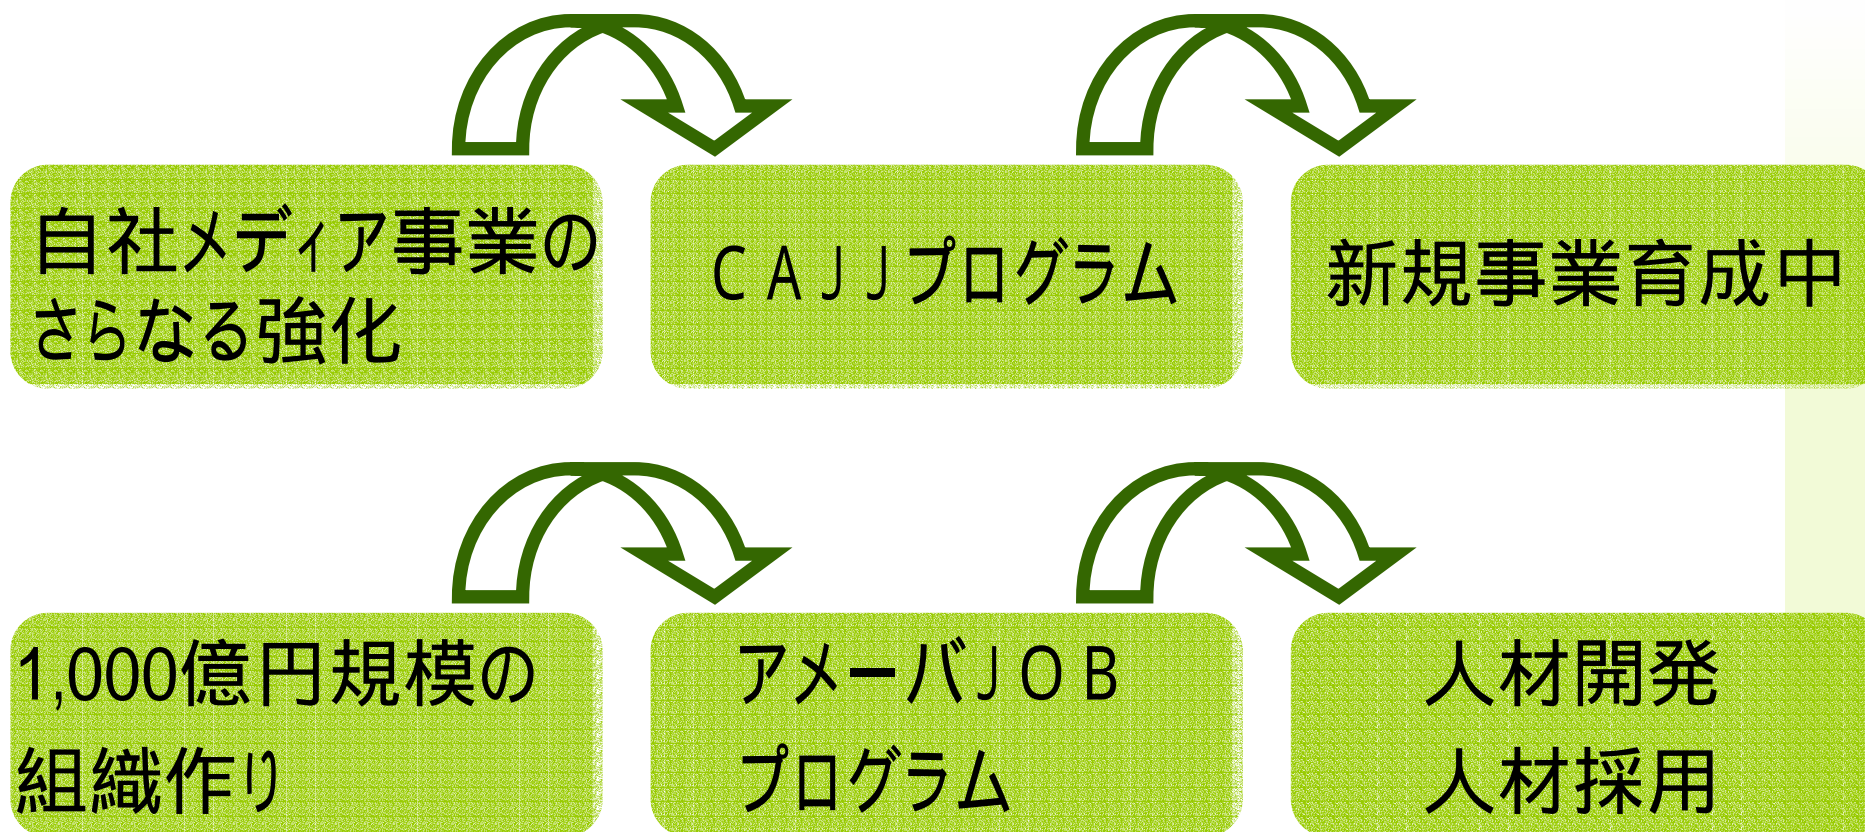 自社メディア事業の
さらなる強化
ＣＡＪＪプログラム
新規事業育成中
1,000億円規模の
組織作り
アメーバＪＯＢ
プログラム
人材開発
人材採用